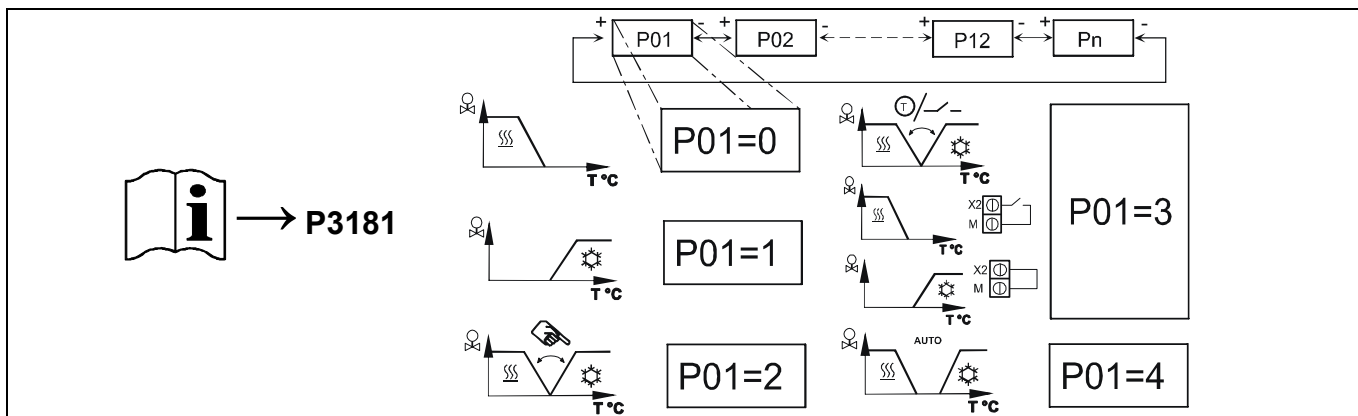 + P01 - + P02 - + P12 - + Pn -
i
P3181
T °C
P01=0
T °C
P01=1
T °C
P01=2
T
T °C
T °C
X2
M
P01=3
T °C
X2
M
AUTO
T °C
P01=4